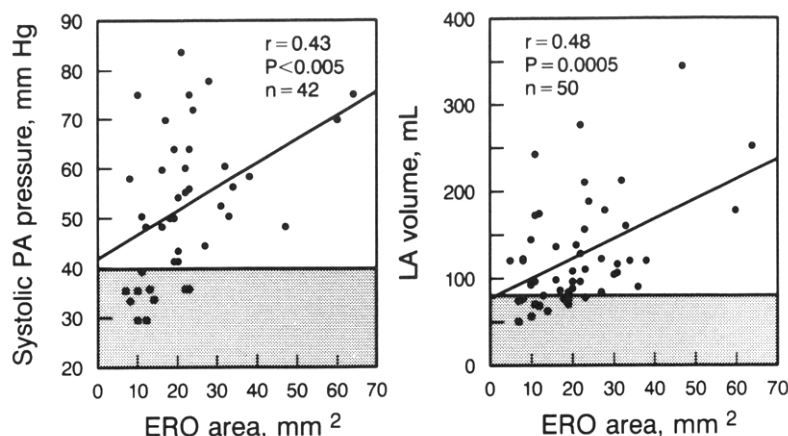 Systolic PA pressure, mm Hg
90
80
70
60
50
40
30
20
r = 0.43
P < 0.005
n = 42
0 10 20 30 40 50 60 70
ERO area, mm 2
LA volume, mL
400
300
200
100
0
r = 0.48
P = 0.0005
n = 50
0 10 20 30 40 50 60 70
ERO area, mm 2